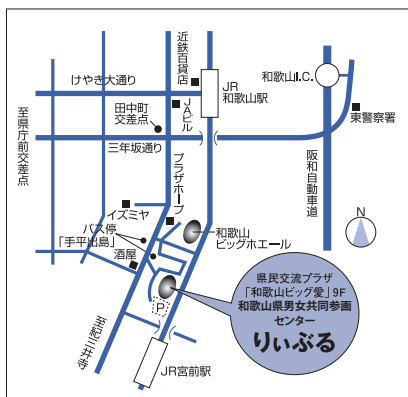 近鉄百貨店
けやき大通り
JR
和歌山駅
和歌山I.C.
JAビル
田中町
交差点
東警察署
至県庁前交差点
三年坂通り
プラザホープ
阪和自動車道
N
イズミヤ
バス停
「手平出島」
和歌山
ビッグホエール
酒屋
P
県民交流プラザ
「和歌山ビッグ愛」9F
和歌山県男女共同参画
センター
りぃぶる
至紀三井寺
JR宮前駅